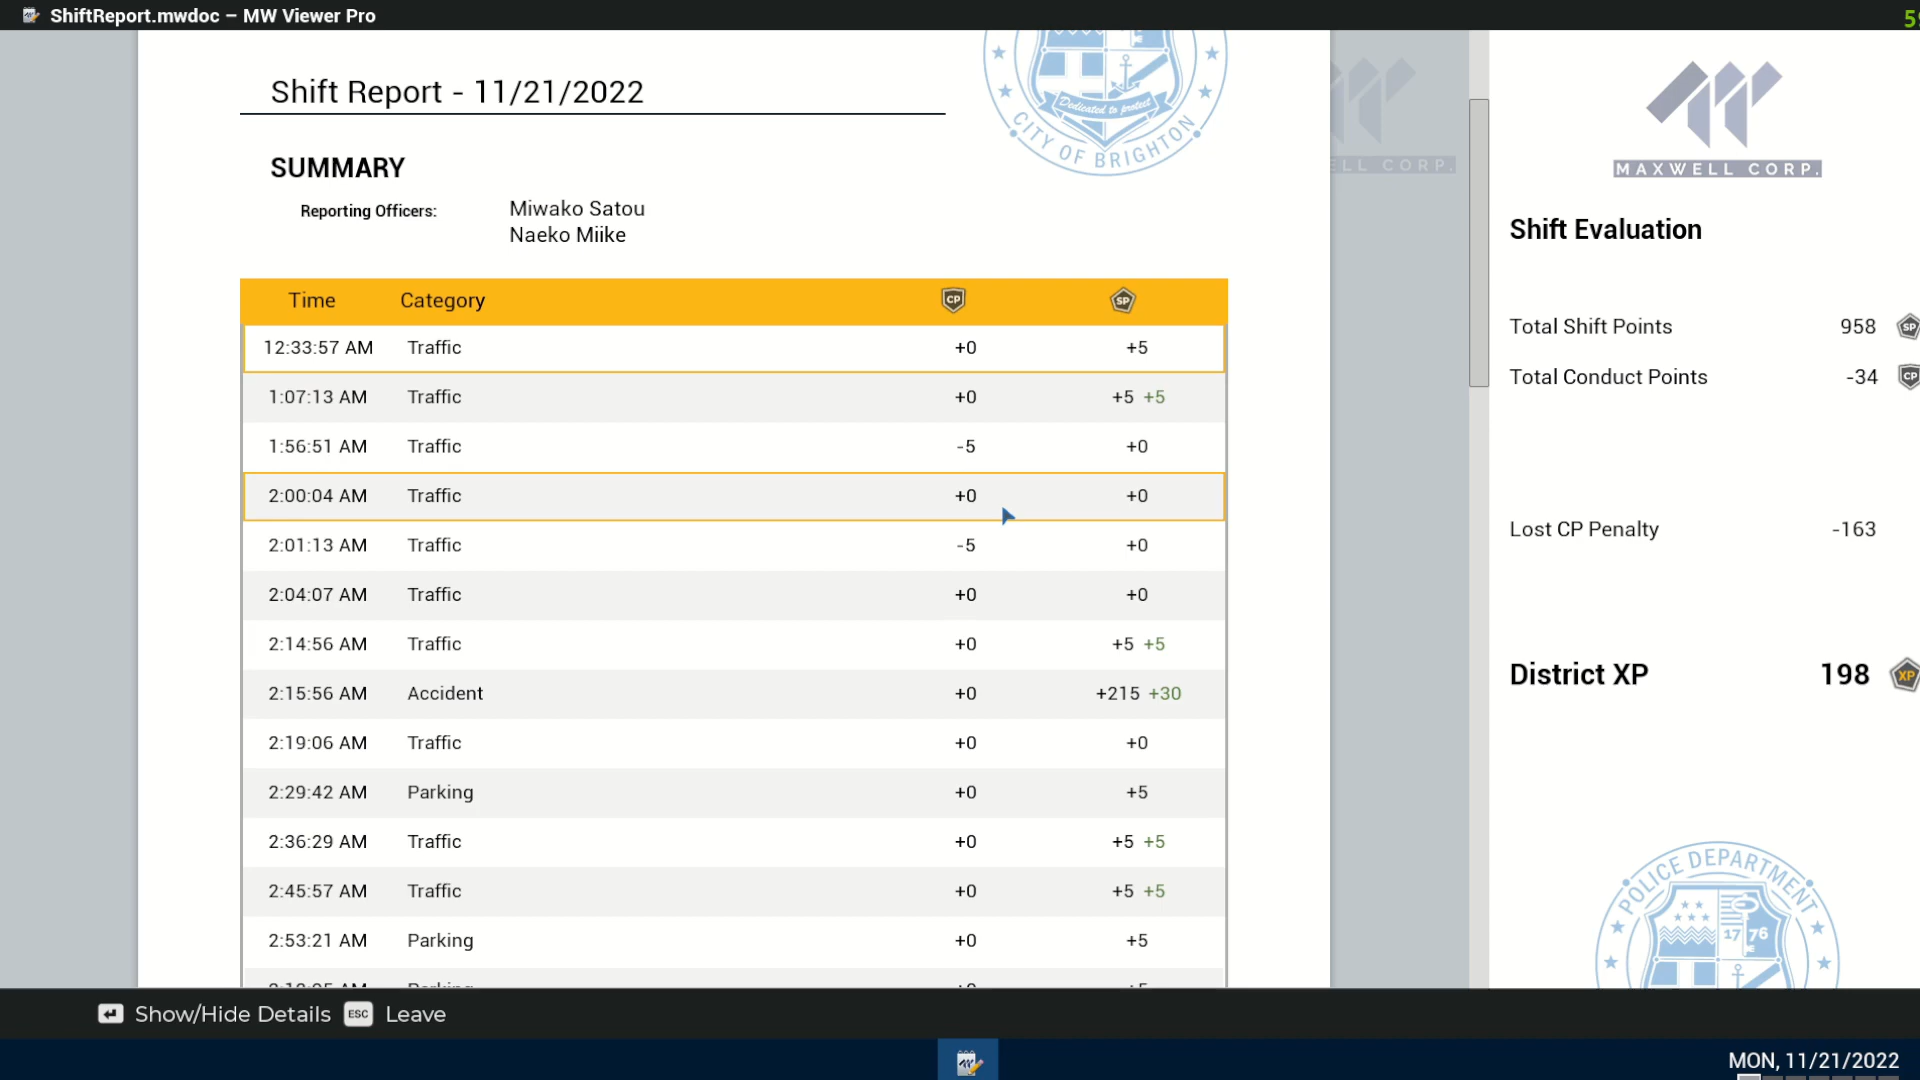 ShiftReport.mwdoc – MW Viewer Pro
Shift Report - 11/21/2022
Dedicated to protect
CITY OF BRIGHTON
SUMMARY
Reporting Officers:
Miwako Satou
Naeko Miike
Time Category CP SP
12:33:57 AM Traffic +0 +5
1:07:13 AM Traffic +0 +5 +5
1:56:51 AM Traffic -5 +0
2:00:04 AM Traffic +0 +0
2:01:13 AM Traffic -5 +0
2:04:07 AM Traffic +0 +0
2:14:56 AM Traffic +0 +5 +5
2:15:56 AM Accident +0 +215 +30
2:19:06 AM Traffic +0 +0
2:29:42 AM Parking +0 +5
2:36:29 AM Traffic +0 +5 +5
2:45:57 AM Traffic +0 +5 +5
2:53:21 AM Parking +0 +5
ELL CORP.
MAXWELL CORP.
Shift Evaluation
Total Shift Points 958 SP
Total Conduct Points -34 CP
Lost CP Penalty -163
District XP 198 XP
POLICE DEPARTMENT
17 76
Show/Hide Details ESC Leave
MON, 11/21/2022